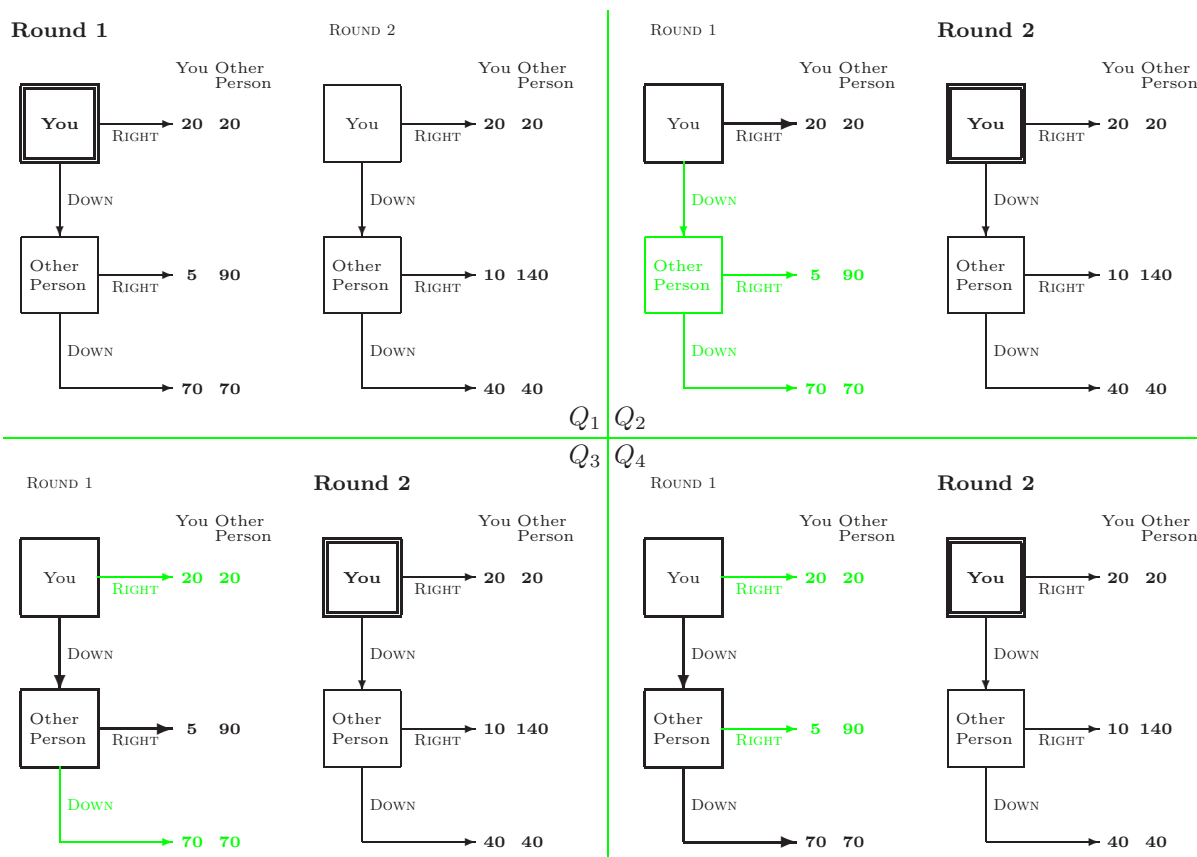 Round 1
Round 2
You Other
Person
You Other
Person
You
Right
20 20
You
Right
20 20
Down
Down
Other
Person
Right
5 90
Other
Person
Right
10 140
Down
Down
70 70
40 40
Q1
Round 1
Round 2
You Other
Person
You Other
Person
You
Right
20 20
You
Right
20 20
Down
Down
Other
Person
Right
5 90
Other
Person
Right
10 140
Down
Down
70 70
40 40
Q2
Q3
Round 1
Round 2
You Other
Person
You Other
Person
You
Right
20 20
You
Right
20 20
Down
Down
Other
Person
Right
5 90
Other
Person
Right
10 140
Down
Down
70 70
40 40
Q4
Round 1
Round 2
You Other
Person
You Other
Person
You
Right
20 20
You
Right
20 20
Down
Down
Other
Person
Right
5 90
Other
Person
Right
10 140
Down
Down
70 70
40 40